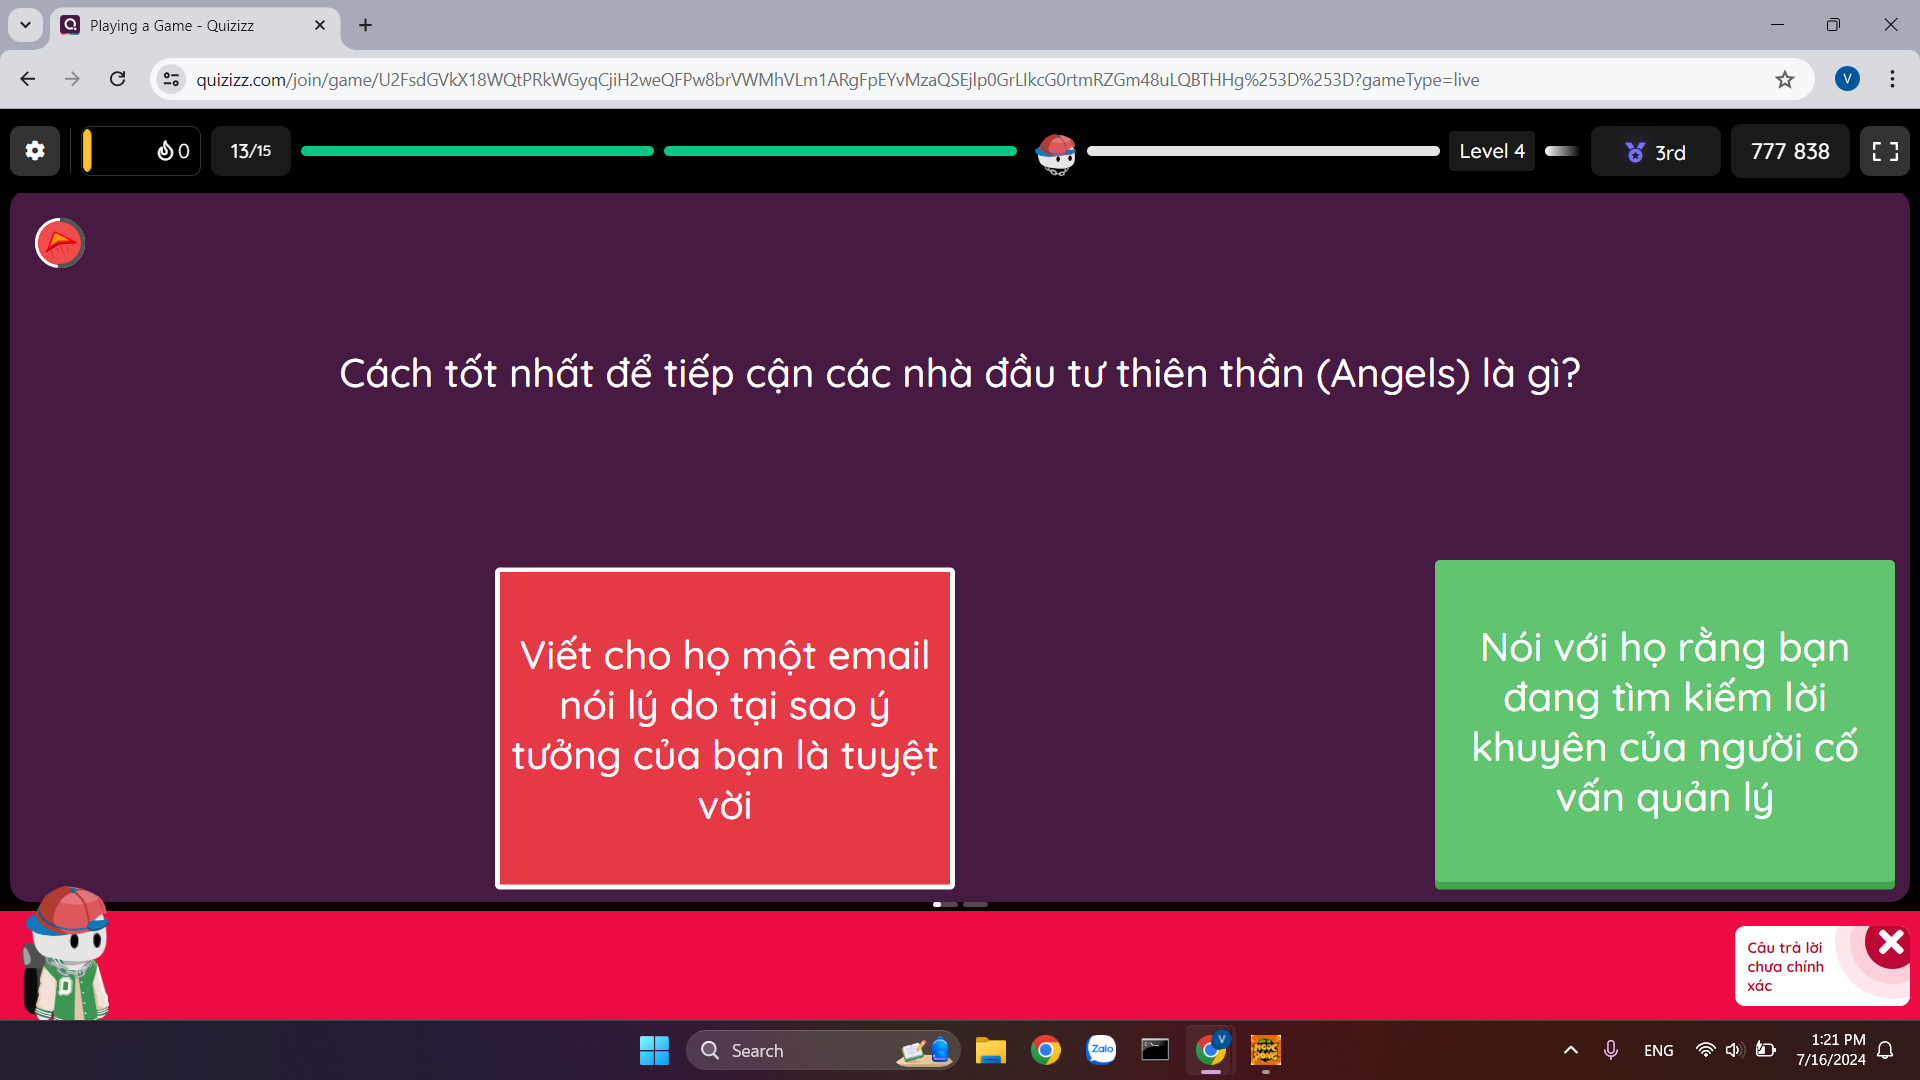 Playing a Game - Quizizz
quizizz.com/join/game/U2FsdGVkX18WQtPRkWGyqCjiH2weQFPw8brVWMhVLm1ARgFpEYvMzaQSEjlp0GrLIkcG0rtmRZGm48uLQBTHHg%253D%253D?gameType=live
V
0
13/15
Level 4
3rd
777 838
Cách tốt nhất để tiếp cận các nhà đầu tư thiên thần (Angels) là gì?
Viết cho họ một email
nói lý do tại sao ý
tưởng của bạn là tuyệt
vời
Nói với họ rằng bạn
đang tìm kiếm lời
khuyên của người cố
vấn quản lý
Câu trả lời
chưa chính
xác
Search
Zalo
V
NGỌC
RỒNG
ENG
1:21 PM
7/16/2024